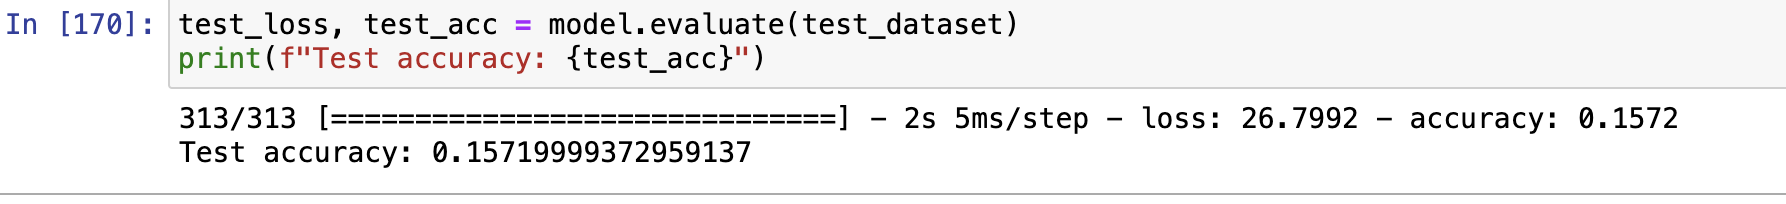 In [170]: test_loss, test_acc = model.evaluate(test_dataset)
print(f"Test accuracy: {test_acc}")
313/313 [==============================] - 2s 5ms/step - loss: 26.7992 - accuracy: 0.1572
Test accuracy: 0.15719999372959137